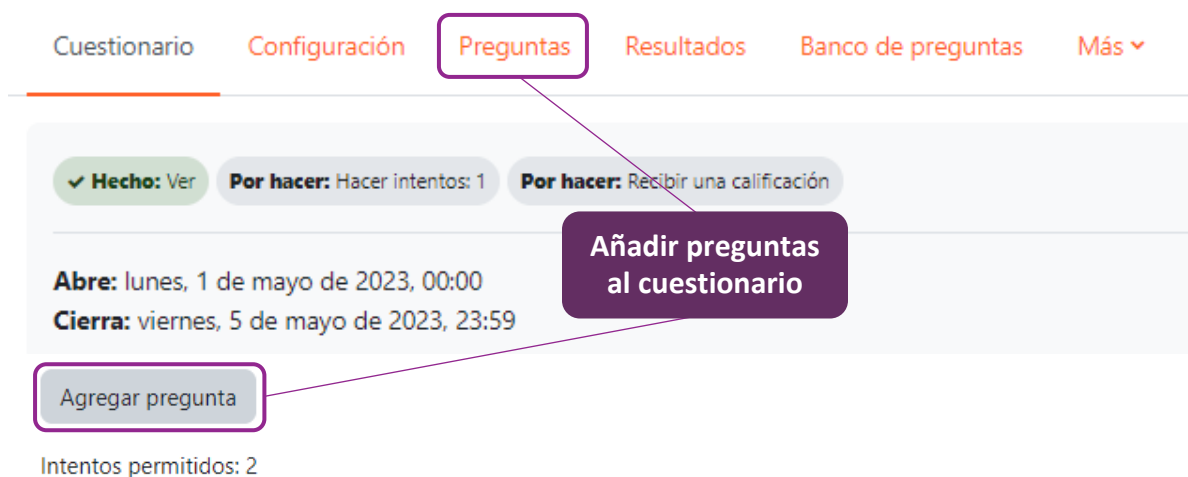 Cuestionario Configuración Preguntas Resultados Banco de preguntas Más
✔ Hecho: Ver Por hacer: Hacer intentos: 1 Por hacer: Recibir una calificación
Añadir preguntas
al cuestionario
Abre: lunes, 1 de mayo de 2023, 00:00
Cierra: viernes, 5 de mayo de 2023, 23:59
Agregar pregunta
Intentos permitidos: 2